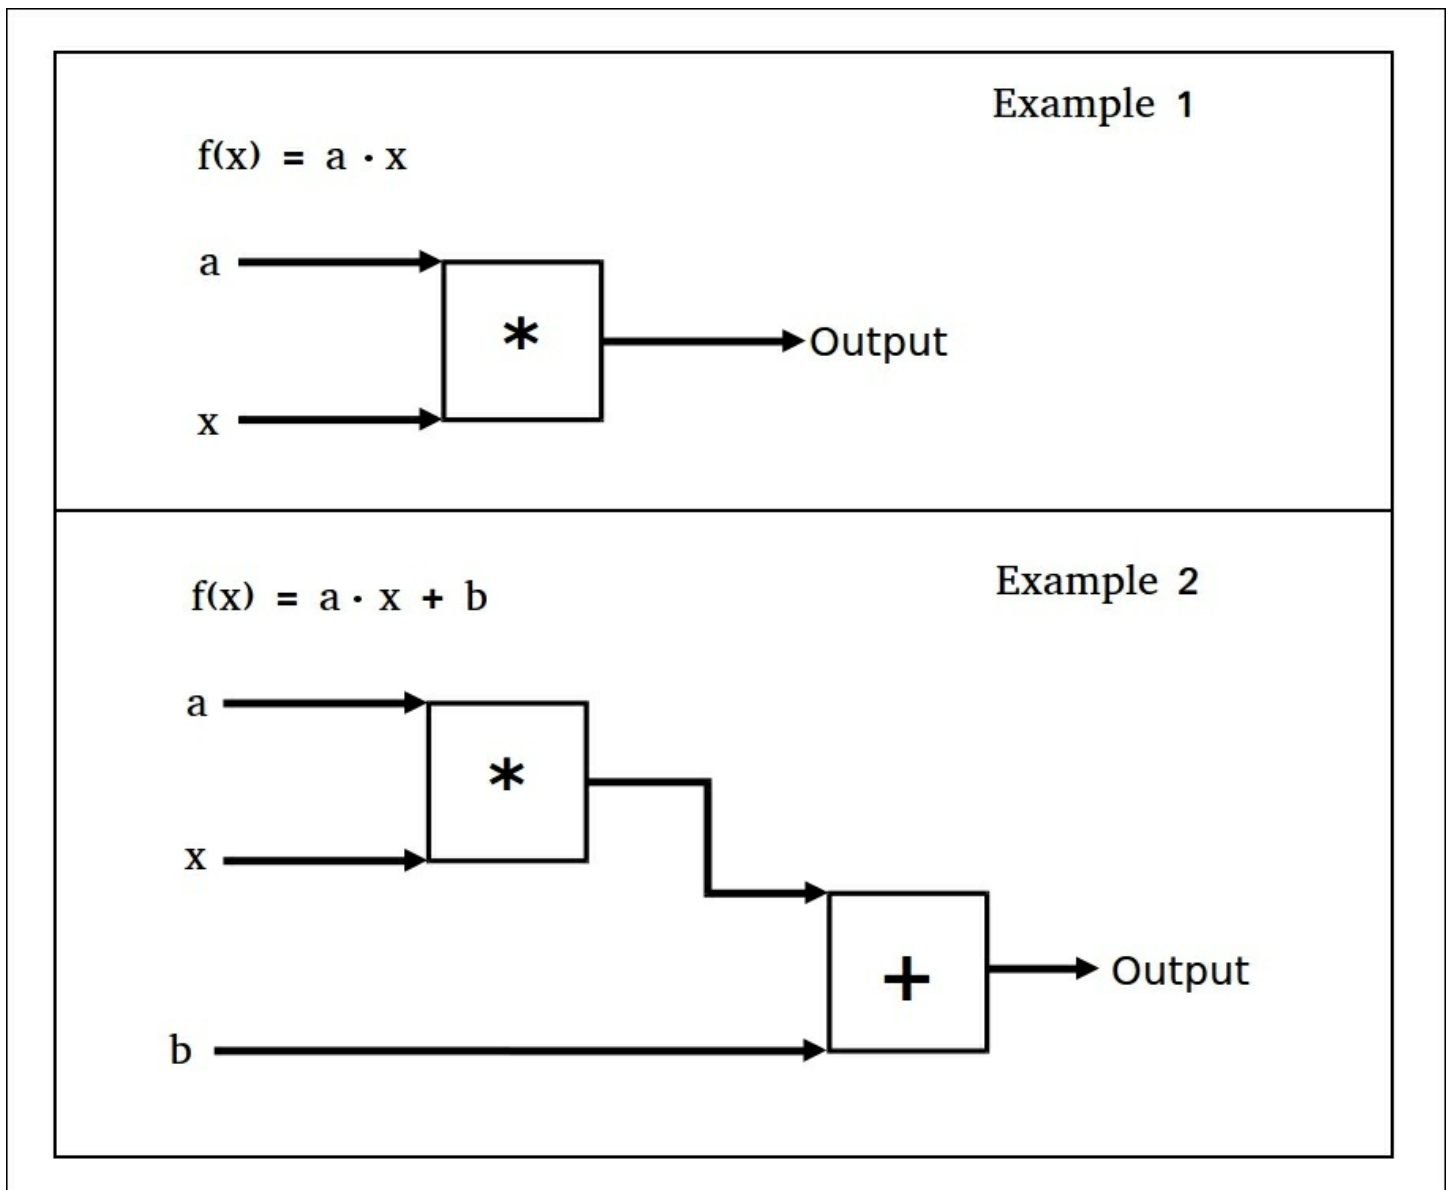 Example 1
f(x) = a · x
a
*
Output
x
Example 2
f(x) = a · x + b
a
*
x
+
Output
b